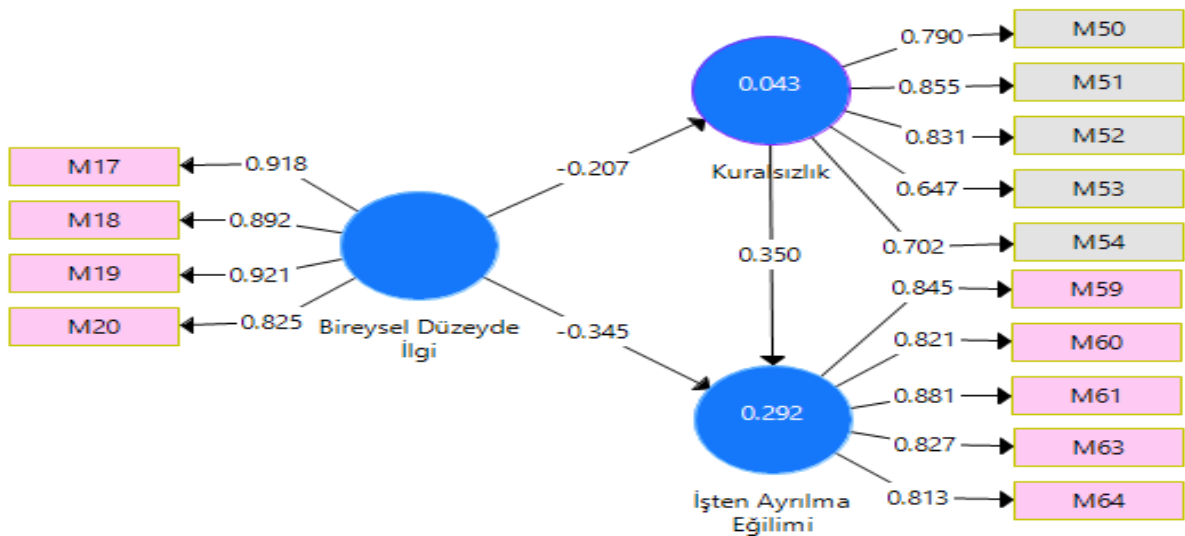 M17
M18
M19
M20
0.918
0.892
0.921
0.825
Bireysel Düzeyde
İlgi
-0.207
-0.345
0.043
Kuralsızlık
0.350
0.292
İşten Ayrılma
Eğilimi
0.790
0.855
0.831
0.647
0.702
0.845
0.821
0.881
0.827
0.813
M50
M51
M52
M53
M54
M59
M60
M61
M63
M64